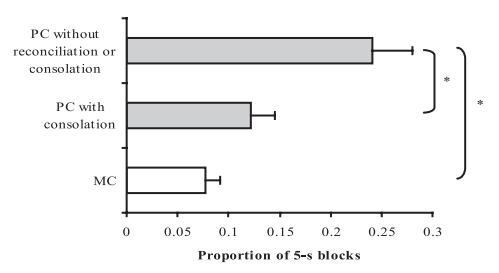 PC without
reconciliation or
consolation
*
PC with
consolation
*
MC
0 0.05 0.1 0.15 0.2 0.25 0.3
Proportion of 5-s blocks